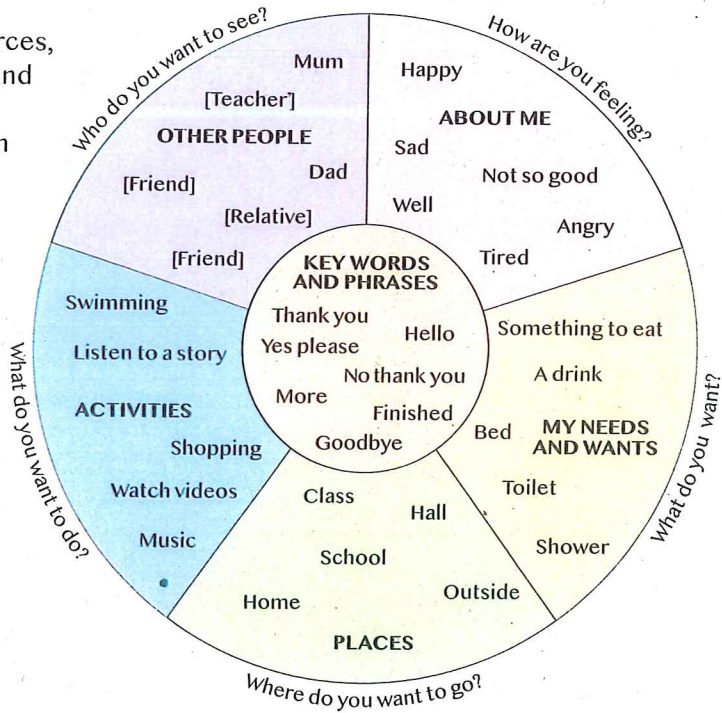 rces,
nd
n
Who do you want to see?
Mum
[Teacher]
OTHER PEOPLE
Dad
[Friend]
[Relative]
[Friend]
How are you feeling?
Happy
ABOUT ME
Sad
Not so good
Well
Angry
Tired
KEY WORDS
AND PHRASES
Thank you
Hello
Yes please
No thank you
More
Finished
Goodbye
What do you want to do?
Swimming
Listen to a story
ACTIVITIES
Shopping
Watch videos
Music
What do you want?
Something to eat
A drink
Bed
MY NEEDS
AND WANTS
Toilet
Shower
Class
Hall
School
Home
Outside
PLACES
Where do you want to go?